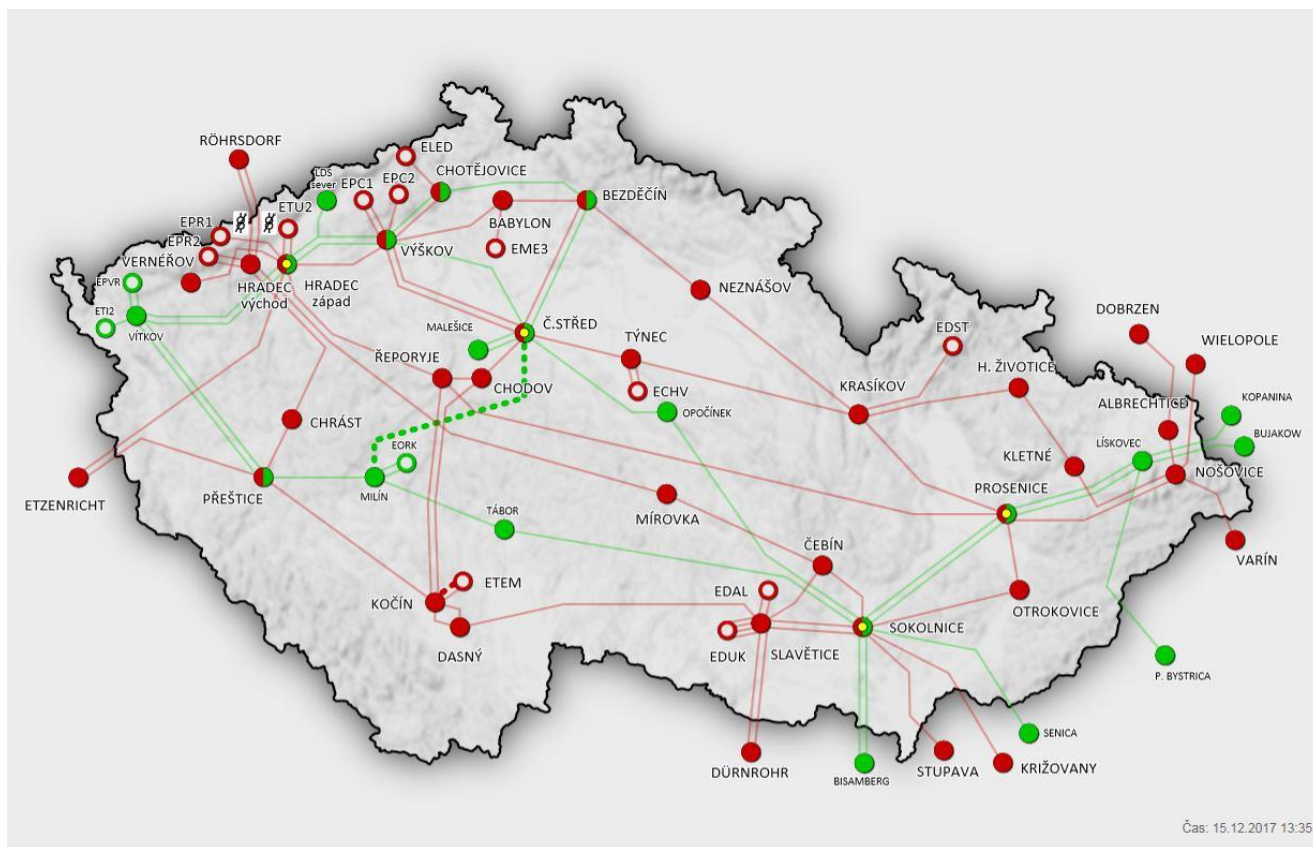 RÖHRSDORF
ELED
LDS
sever
EPC1
EPC2
CHOTĚJOVICE
BEZDĚČÍN
EPR1
ETU2
BABYLON
EPR2
VÝŠKOV
EME3
VERNÉŘOV
HRADEC
východ
HRADEC
západ
EPVR
NEZNÁŠOV
ETI2
VÍTKOV
MALEŠICE
Č.STŘED
TÝNEC
EDST
DOBRZEN
WIELOPOLE
ŘEPORYJE
CHODOV
ECHV
KRASÍKOV
H. ŽIVOTICE
ALBRECHTICE
KOPANINA
OPOČÍNEK
CHRÁST
EORK
LÍSKOVEC
BUJAKOW
KLETNÉ
NOŠOVICE
ETZENRICHT
PŘEŠTICE
MILÍN
PROSENICE
TÁBOR
MÍROVKA
ČEBÍN
VARÍN
ETEM
EDAL
KOČÍN
OTROKOVICE
DASNÝ
EDUK
SLAVĚTICE
SOKOLNICE
P. BYSTRICA
SENICA
DÜRNROHR
BISAMBERG
STUPAVA
KRIŽOVANY
Čas: 15.12.2017 13:35